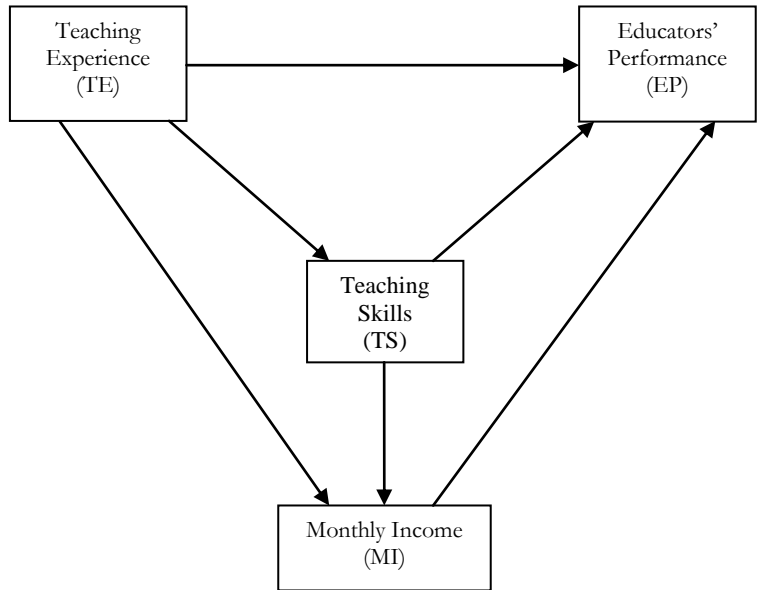 Teaching
Experience
(TE)
Educators’
Performance
(EP)
Teaching
Skills
(TS)
Monthly Income
(MI)